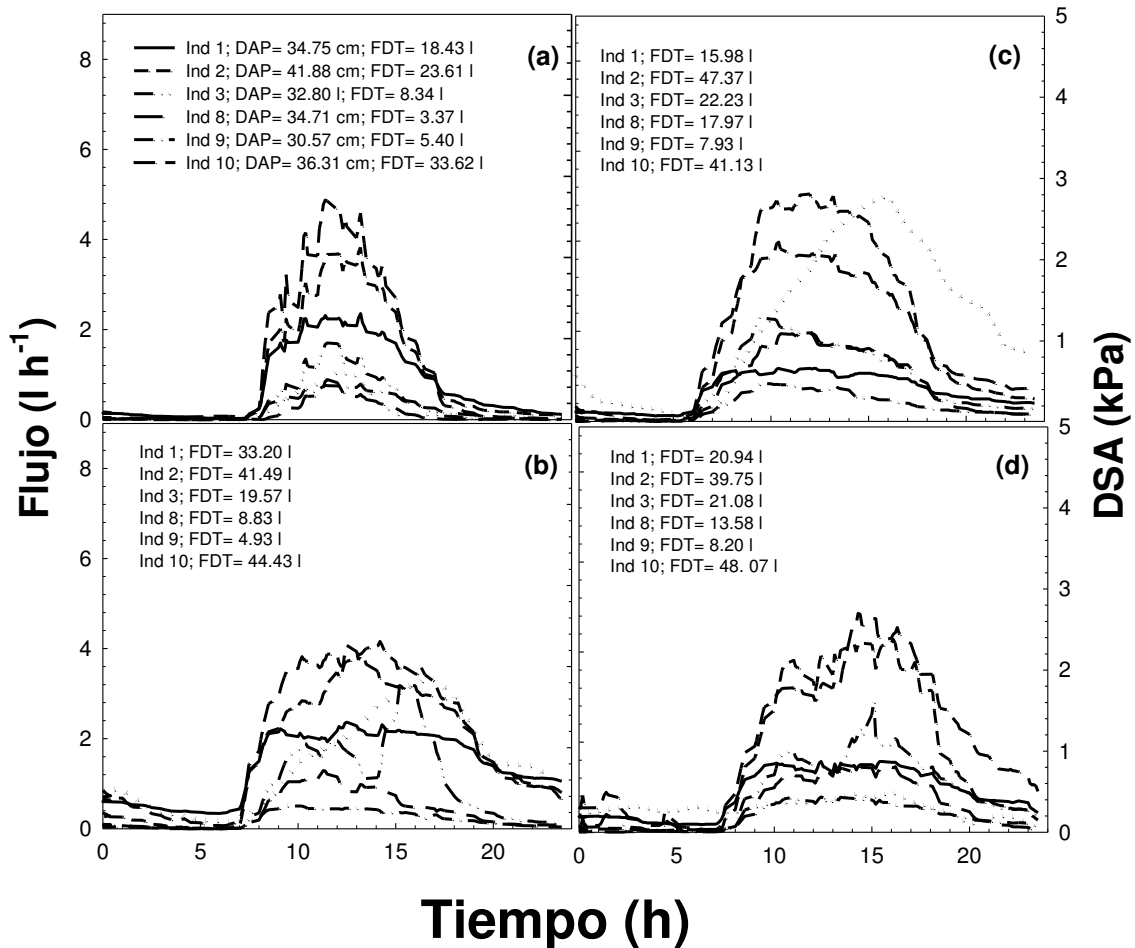 Ind 1; DAP= 34.75 cm; FDT= 18.43 l
Ind 2; DAP= 41.88 cm; FDT= 23.61 l
Ind 3; DAP= 32.80 l; FDT= 8.34 l
Ind 8; DAP= 34.71 cm; FDT= 3.37 l
Ind 9; DAP= 30.57 cm; FDT= 5.40 l
Ind 10; DAP= 36.31 cm; FDT= 33.62 l
(a)
8
6
4
2
0
Ind 1; FDT= 15.98 l
Ind 2; FDT= 47.37 l
Ind 3; FDT= 22.23 l
Ind 8; FDT= 17.97 l
Ind 9; FDT= 7.93 l
Ind 10; FDT= 41.13 l
(c)
5
4
3
2
1
0
Flujo (l h-1)
DSA (kPa)
Ind 1; FDT= 33.20 l
Ind 2; FDT= 41.49 l
Ind 3; FDT= 19.57 l
Ind 8; FDT= 8.83 l
Ind 9; FDT= 4.93 l
Ind 10; FDT= 44.43 l
(b)
8
6
4
2
0
0 5 10 15 20
Ind 1; FDT= 20.94 l
Ind 2; FDT= 39.75 l
Ind 3; FDT= 21.08 l
Ind 8; FDT= 13.58 l
Ind 9; FDT= 8.20 l
Ind 10; FDT= 48. 07 l
(d)
5
4
3
2
1
0
0 5 10 15 20
Tiempo (h)